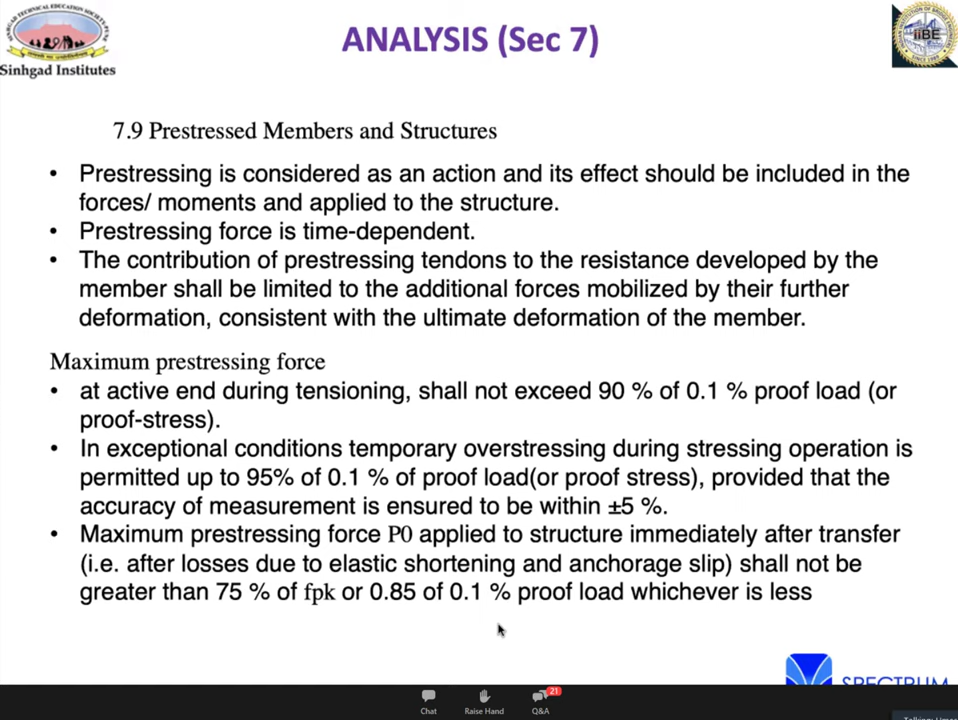 ANALYSIS (Sec 7)
Sinhgad Institutes
iiBE
7.9 Prestressed Members and Structures
• Prestressing is considered as an action and its effect should be included in the
forces/ moments and applied to the structure.
• Prestressing force is time-dependent.
• The contribution of prestressing tendons to the resistance developed by the
member shall be limited to the additional forces mobilized by their further
deformation, consistent with the ultimate deformation of the member.
Maximum prestressing force
• at active end during tensioning, shall not exceed 90 % of 0.1 % proof load (or
proof-stress).
• In exceptional conditions temporary overstressing during stressing operation is
permitted up to 95% of 0.1 % of proof load(or proof stress), provided that the
accuracy of measurement is ensured to be within ±5 %.
• Maximum prestressing force P0 applied to structure immediately after transfer
(i.e. after losses due to elastic shortening and anchorage slip) shall not be
greater than 75 % of fpk or 0.85 of 0.1 % proof load whichever is less
SPECTRUM
21
Chat
Raise Hand
Q&A
Talking: